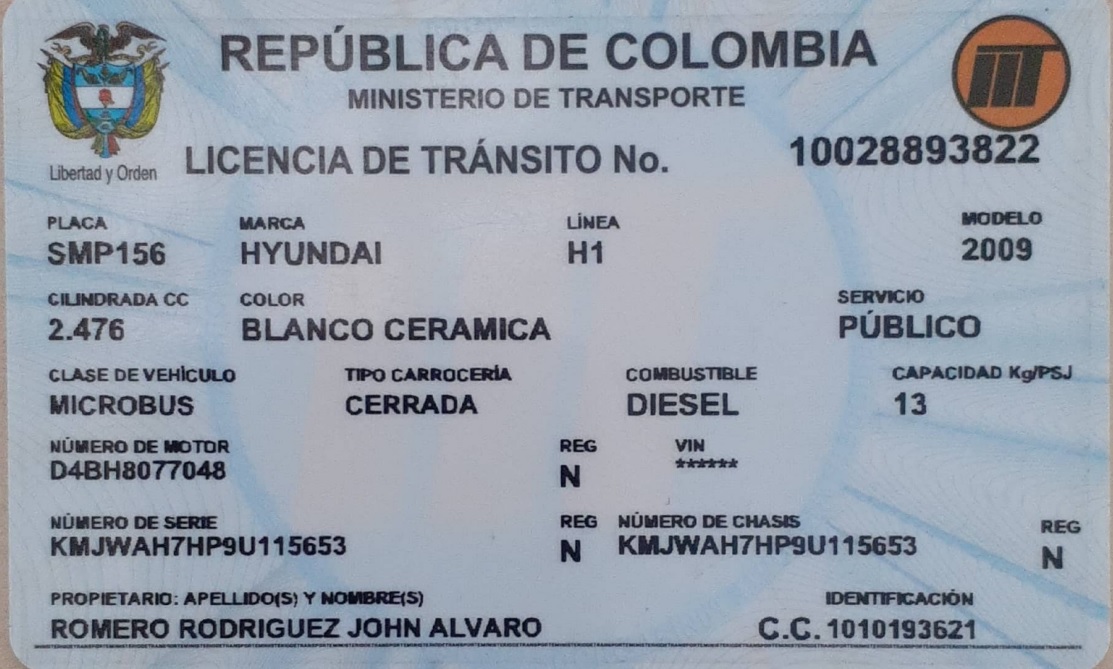 REPÚBLICA DE COLOMBIA
MINISTERIO DE TRANSPORTE
Libertad y Orden
LICENCIA DE TRÁNSITO No. 10028893822
PLACA MARCA LÍNEA MODELO
SMP156 HYUNDAI H1 2009
CILINDRADA CC COLOR SERVICIO
2.476 BLANCO CERAMICA PÚBLICO
CLASE DE VEHÍCULO TIPO CARROCERÍA COMBUSTIBLE CAPACIDAD Kg/PSJ
MICROBUS CERRADA DIESEL 13
NÚMERO DE MOTOR REG VIN
D4BH8077048 N ******
NÚMERO DE SERIE REG NÚMERO DE CHASIS REG
KMJWAH7HP9U115653 N KMJWAH7HP9U115653 N
PROPIETARIO: APELLIDO(S) Y NOMBRE(S) IDENTIFICACIÓN
ROMERO RODRIGUEZ JOHN ALVARO C.C. 1010193621